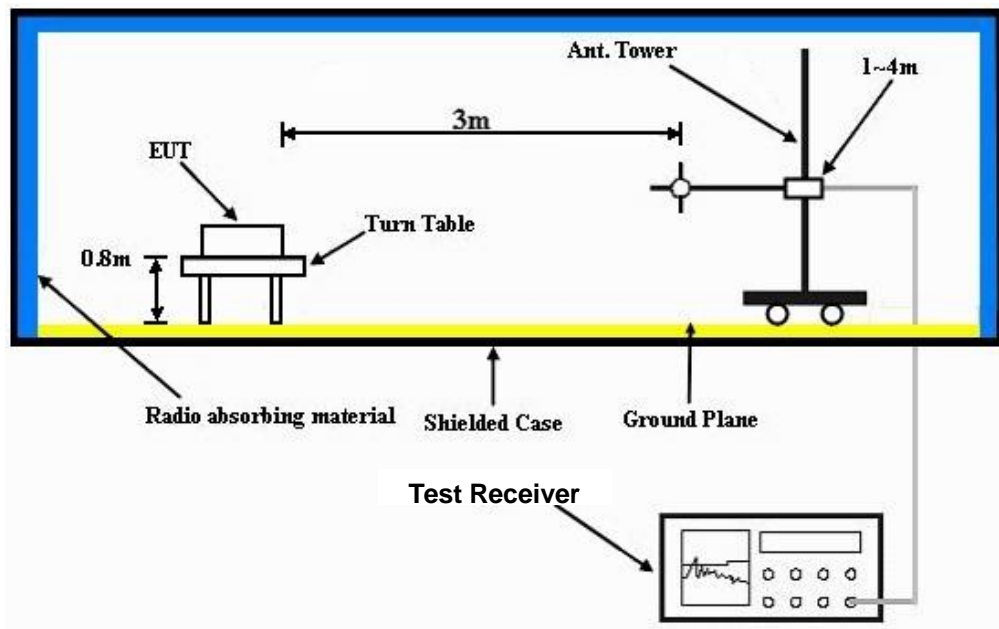 Ant. Tower
1~4m
3m
EUT
Turn Table
0.8m
Radio absorbing material
Shielded Case
Ground Plane
Test Receiver